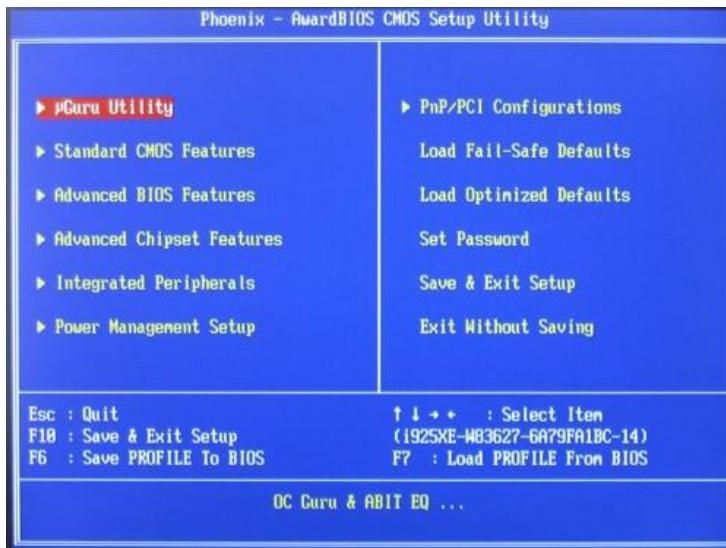 Phoenix - AwardBIOS CMOS Setup Utility
▶ µGuru Utility
▶ Standard CMOS Features
▶ Advanced BIOS Features
▶ Advanced Chipset Features
▶ Integrated Peripherals
▶ Power Management Setup
▶ PnP/PCI Configurations
Load Fail-Safe Defaults
Load Optimized Defaults
Set Password
Save & Exit Setup
Exit Without Saving
Esc : Quit
F10 : Save & Exit Setup
F6 : Save PROFILE To BIOS
↑ ↓ → ← : Select Item
(i925XE-W83627-6A79FA1BC-14)
F7 : Load PROFILE From BIOS
OC Guru & ABIT EQ ...